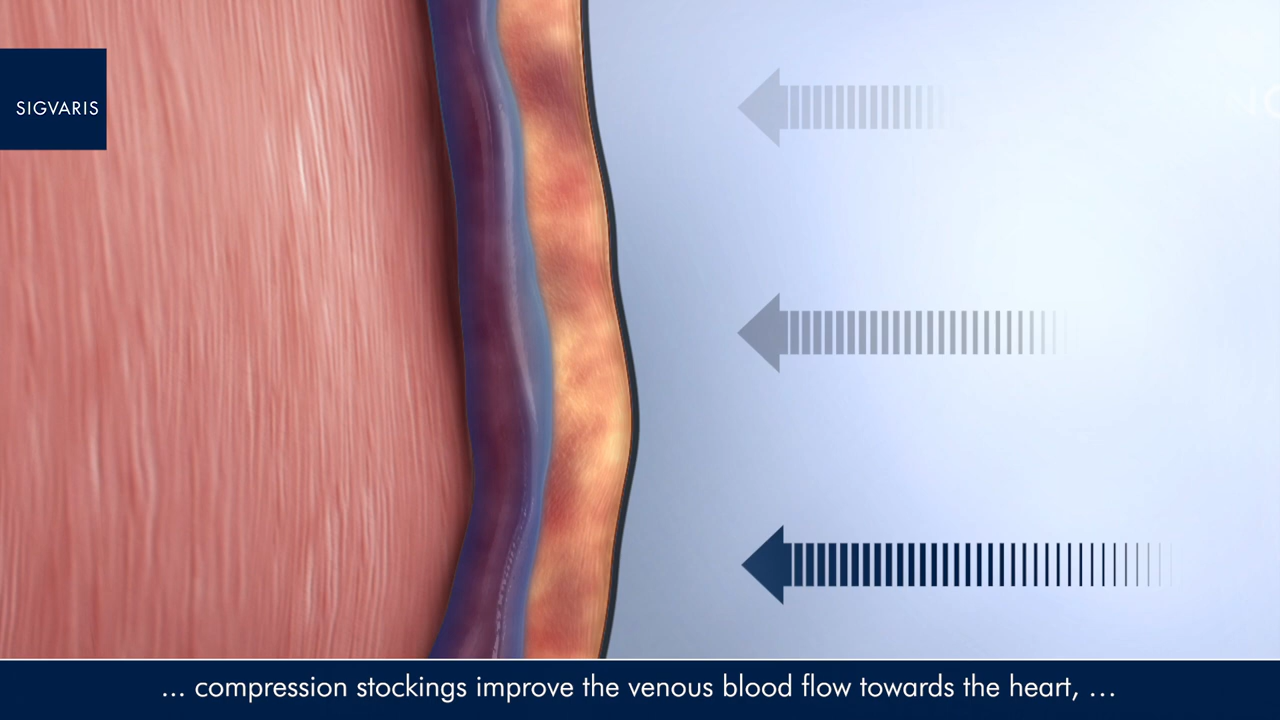 SIGVARIS
... compression stockings improve the venous blood flow towards the heart, ...